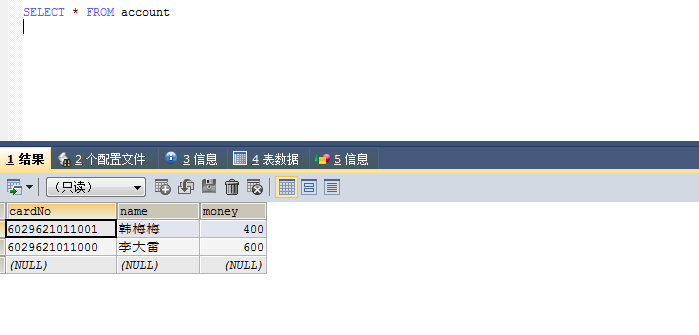 SELECT * FROM account
1 结果 2 个配置文件 3 信息 4 表数据 5 信息
（只读）
cardNo name money
6029621011001 韩梅梅 400
6029621011000 李大雷 600
(NULL) (NULL) (NULL)